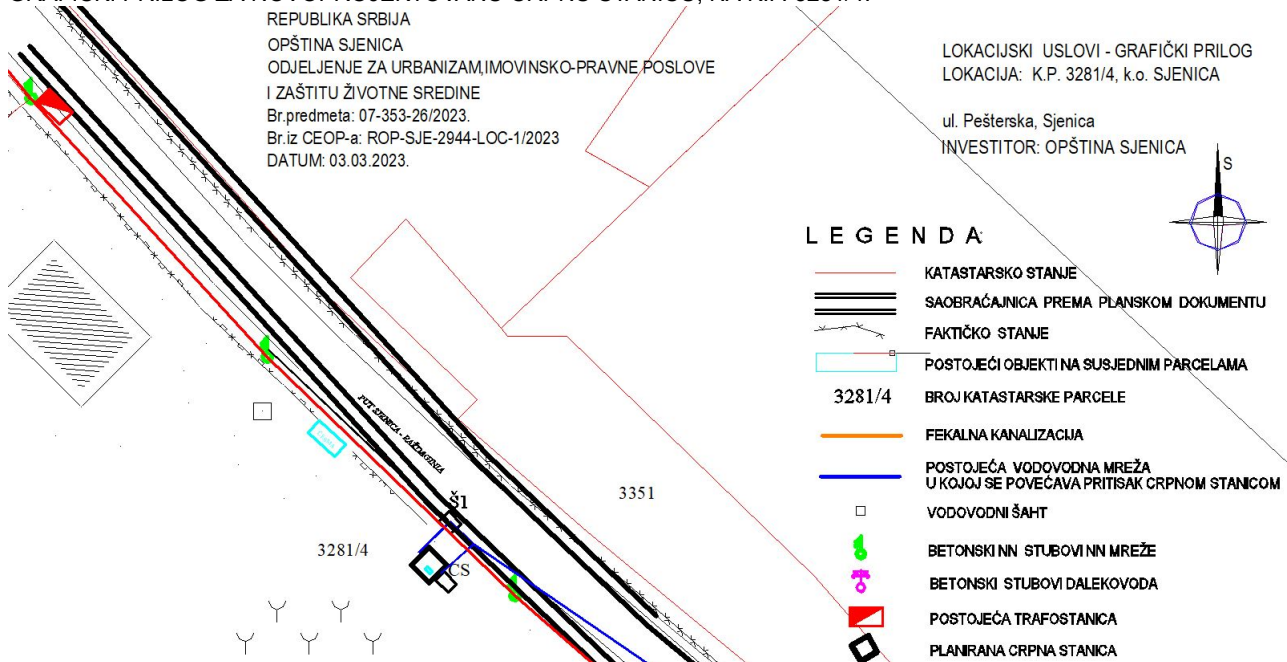 REPUBLIKA SRBIJA
OPŠTINA SJENICA
ODJELJENJE ZA URBANIZAM,IMOVINSKO-PRAVNE POSLOVE
I ZAŠTITU ŽIVOTNE SREDINE
Br.predmeta: 07-353-26/2023.
Br.iz CEOP-a: ROP-SJE-2944-LOC-1/2023
DATUM: 03.03.2023.
LOKACIJSKI USLOVI - GRAFIČKI PRILOG
LOKACIJA: K.P. 3281/4, k.o. SJENICA
ul. Pešterska, Sjenica
INVESTITOR: OPŠTINA SJENICA
S
LEGENDA:
KATASTARSKO STANJE
SAOBRAĆAJNICA PREMA PLANSKOM DOKUMENTU
FAKTIČKO STANJE
POSTOJEĆI OBJEKTI NA SUSJEDNIM PARCELAMA
3281/4 BROJ KATASTARSKE PARCELE
FEKALNA KANALIZACIJA
POSTOJEĆA VODOVODNA MREŽA
U KOJOJ SE POVEĆAVA PRITISAK CRPNOM STANICOM
VODOVODNI ŠAHT
BETONSKI NN STUBOVI NN MREŽE
BETONSKI STUBOVI DALEKOVODA
POSTOJEĆA TRAFOSTANICA
PLANIRANA CRPNA STANICA
PUT SJENICA - RAŽDAGINJA
Š1
3351
3281/4
CS